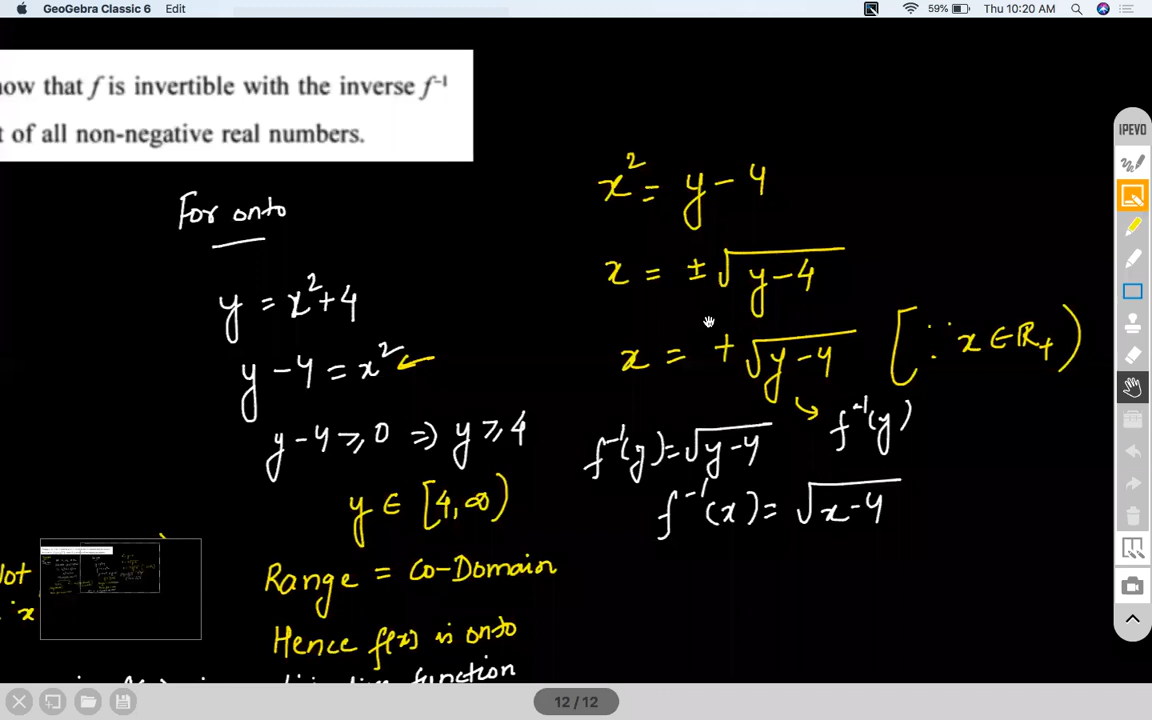 GeoGebra Classic 6 Edit 59% Thu 10:20 AM
how that f is invertible with the inverse f⁻¹
t of all non-negative real numbers.
IPEVO
For onto
y = x²+4
y-4 = x²
y-4 ⩾ 0 ⇒ y ⩾ 4
y ∈ [4,∞)
Range = Co-Domain
Hence f(x) is onto
function
Not
∵ x
x² = y-4
x = ±√y-4
x = +√y-4 [∵ x ∈ R₊)
f⁻¹(y)
f⁻¹(y)=√y-4
f⁻¹(x)= √x-4
12 / 12